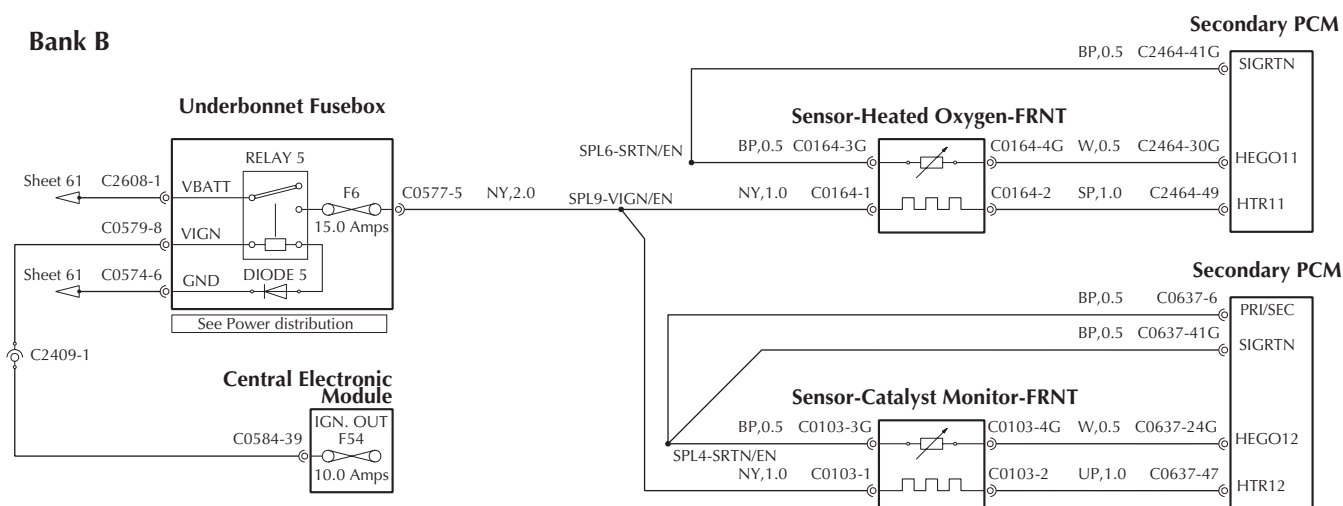 Bank B
Secondary PCM
BP,0.5 C2464-41G
SIGRTN
Underbonnet Fusebox
Sensor-Heated Oxygen-FRNT
SPL6-SRTN/EN
BP,0.5 C0164-3G
C0164-4G W,0.5 C2464-30G
HEGO11
RELAY 5
Sheet 61 C2608-1
VBATT
F6
C0577-5 NY,2.0
SPL9-VIGN/EN
NY,1.0 C0164-1
C0164-2 SP,1.0 C2464-49
HTR11
15.0 Amps
C0579-8
VIGN
Sheet 61 C0574-6
GND
DIODE 5
See Power distribution
Secondary PCM
BP,0.5 C0637-6
PRI/SEC
BP,0.5 C0637-41G
SIGRTN
C2409-1
Central Electronic
Module
Sensor-Catalyst Monitor-FRNT
IGN. OUT
C0584-39
F54
10.0 Amps
BP,0.5 C0103-3G
C0103-4G W,0.5 C0637-24G
HEGO12
SPL4-SRTN/EN
NY,1.0 C0103-1
C0103-2 UP,1.0 C0637-47
HTR12